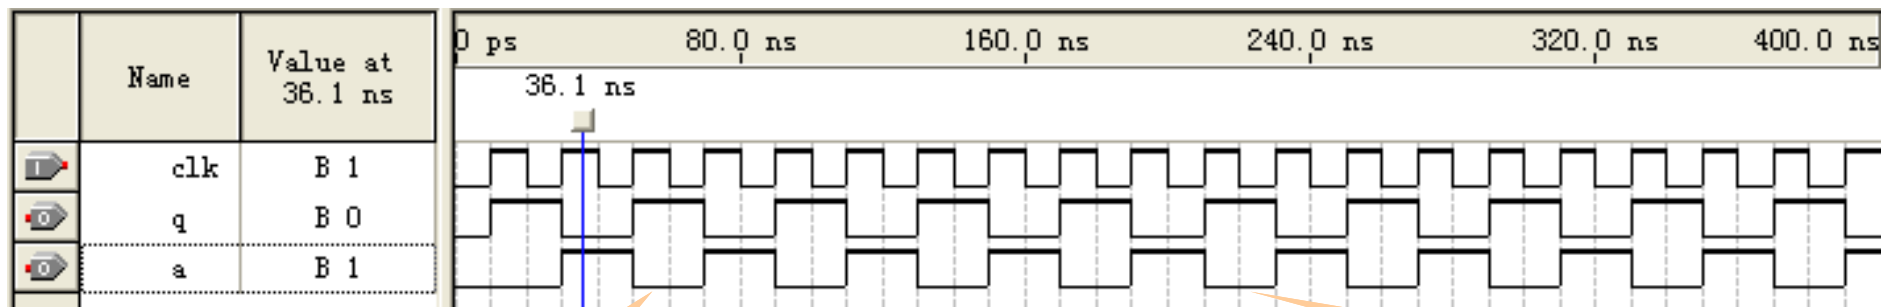 Name
Value at
36.1 ns
0 ps 80.0 ns 160.0 ns 240.0 ns 320.0 ns 400.0 ns
36.1 ns
clk B 1
q B 0
a B 1